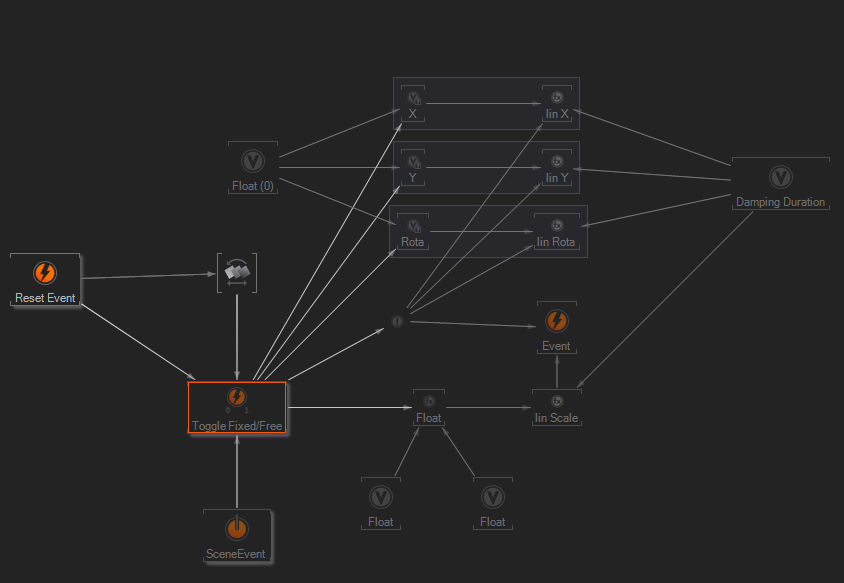 X
lin X
Float (0)
Y
lin Y
Damping Duration
Rota
lin Rota
Reset Event
Event
0 1
Toggle Fixed/Free
Float
lin Scale
Float
Float
SceneEvent